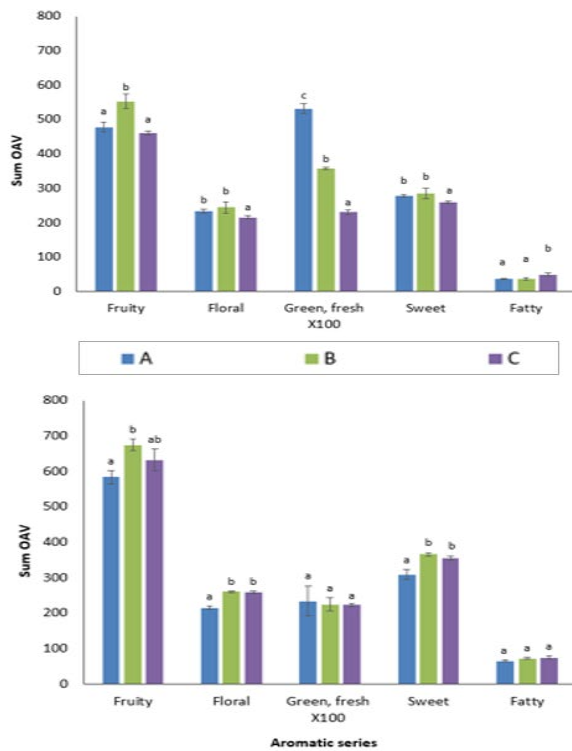 800
700
600
500
400
300
200
100
0
Sum OAV
a b a
b b a
c b a
b b a
a a b
Fruity Floral Green, fresh Sweet Fatty
X100
A B C
800
700
600
500
400
300
200
100
0
Sum OAV
a b ab
a b b
a a a
a b b
a a a
Fruity Floral Green, fresh Sweet Fatty
X100
Aromatic series